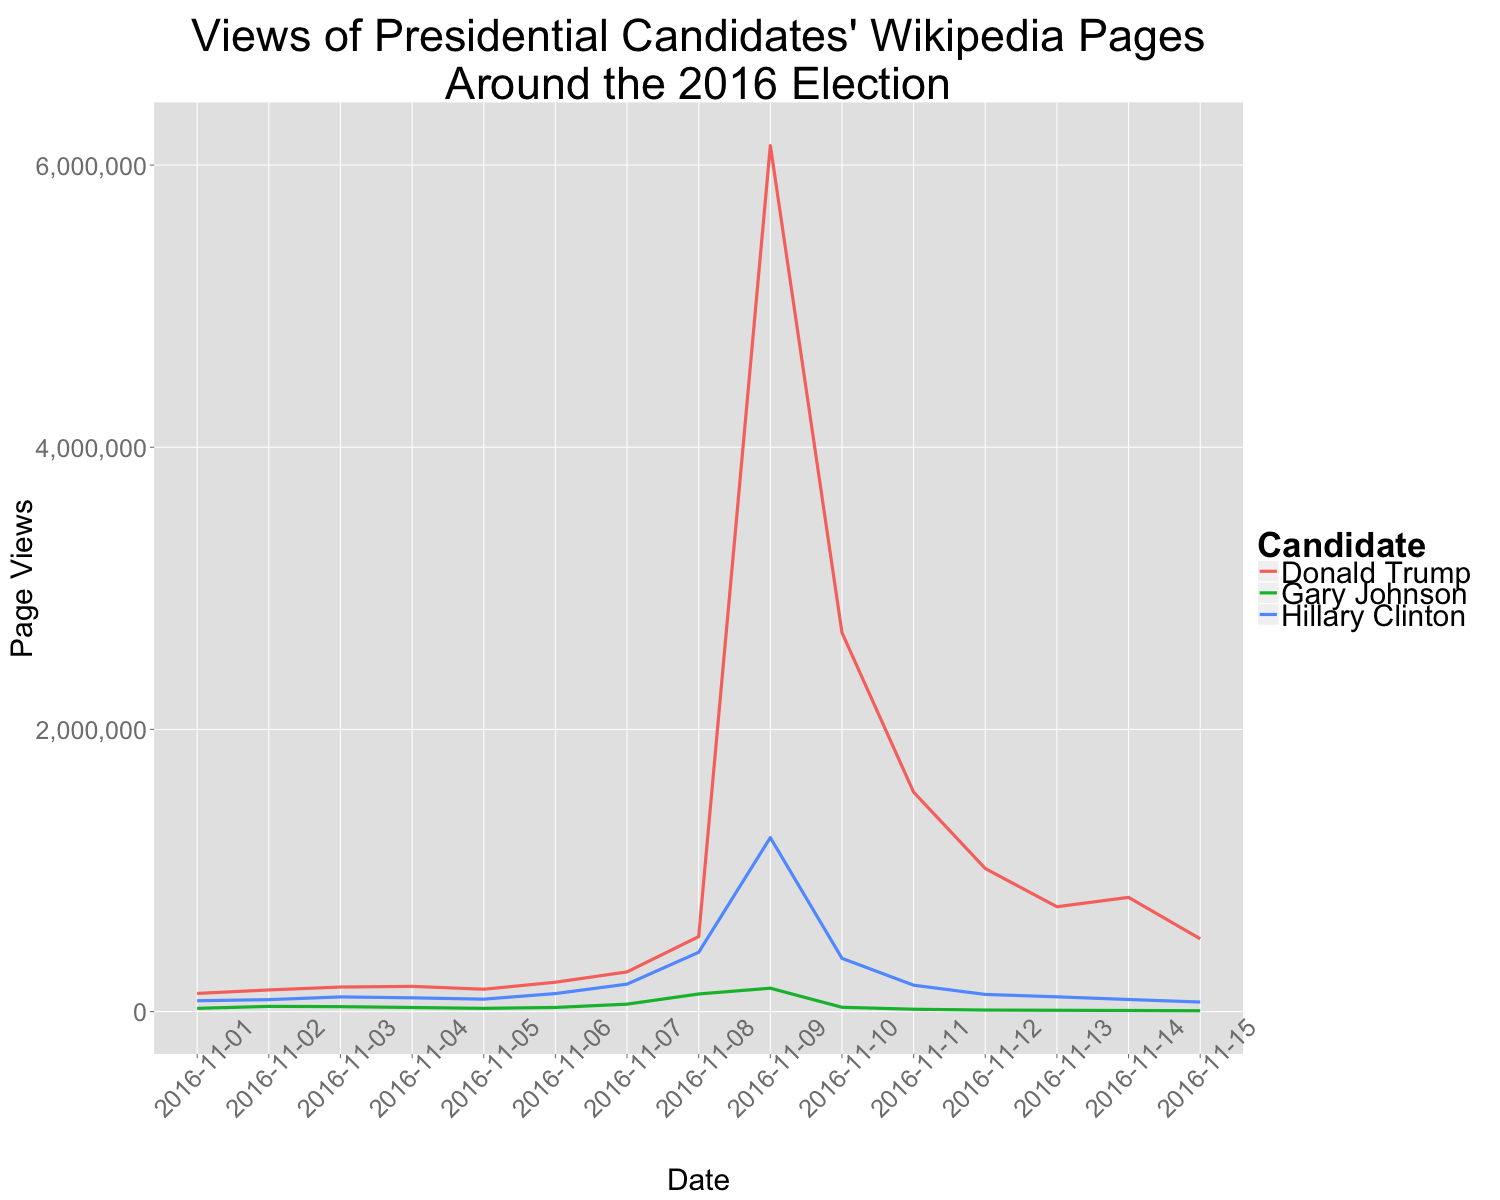 Views of Presidential Candidates' Wikipedia Pages
Around the 2016 Election
6,000,000
4,000,000
2,000,000
0
Page Views
Candidate
Donald Trump
Gary Johnson
Hillary Clinton
2016-11-01
2016-11-02
2016-11-03
2016-11-04
2016-11-05
2016-11-06
2016-11-07
2016-11-08
2016-11-09
2016-11-10
2016-11-11
2016-11-12
2016-11-13
2016-11-14
2016-11-15
Date